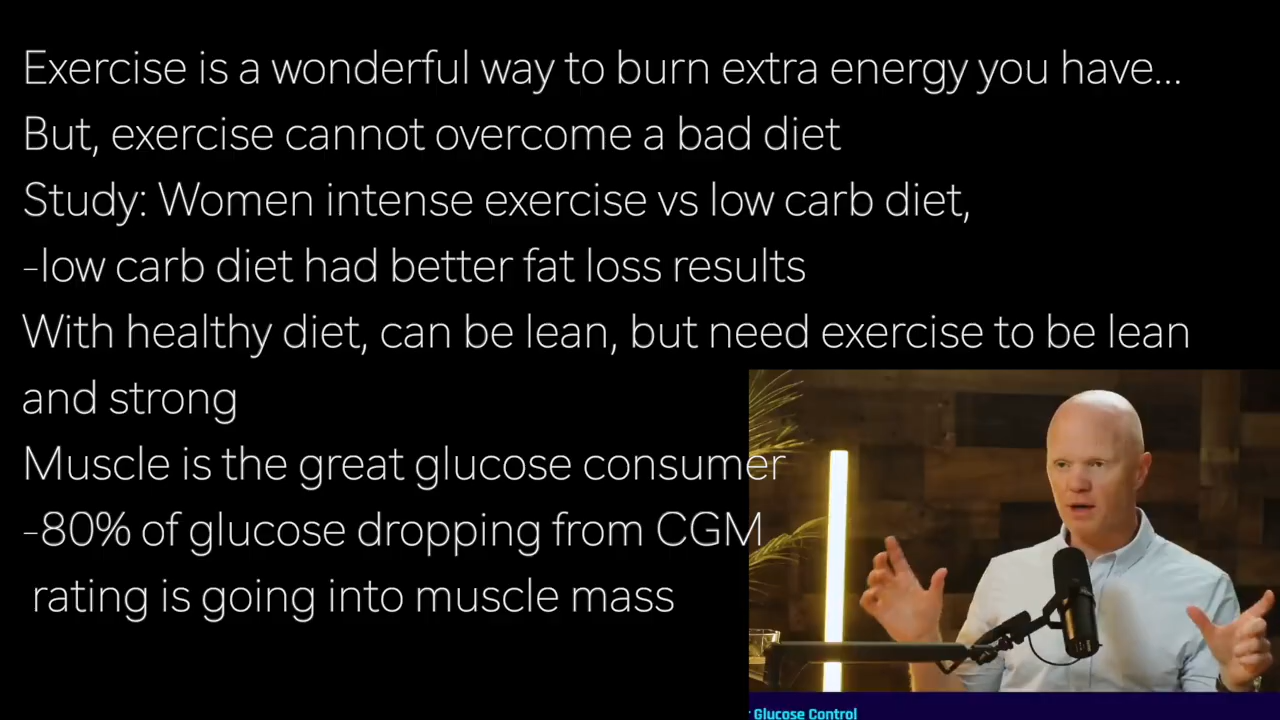 Exercise is a wonderful way to burn extra energy you have...
But, exercise cannot overcome a bad diet
Study: Women intense exercise vs low carb diet,
-low carb diet had better fat loss results
With healthy diet, can be lean, but need exercise to be lean
and strong
Muscle is the great glucose consumer
-80% of glucose dropping from CGM
rating is going into muscle mass
Glucose Control